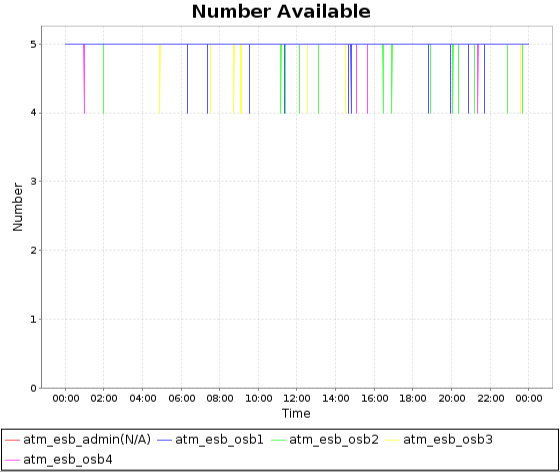 Number Available
5
4
3
2
1
0
Number
00:00 02:00 04:00 06:00 08:00 10:00 12:00 14:00 16:00 18:00 20:00 22:00 00:00
Time
atm_esb_admin(N/A) atm_esb_osb1 atm_esb_osb2 atm_esb_osb3
atm_esb_osb4